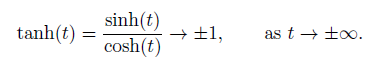 tanh(t) = sinh(t)/cosh(t) → ±1, as t → ±∞.